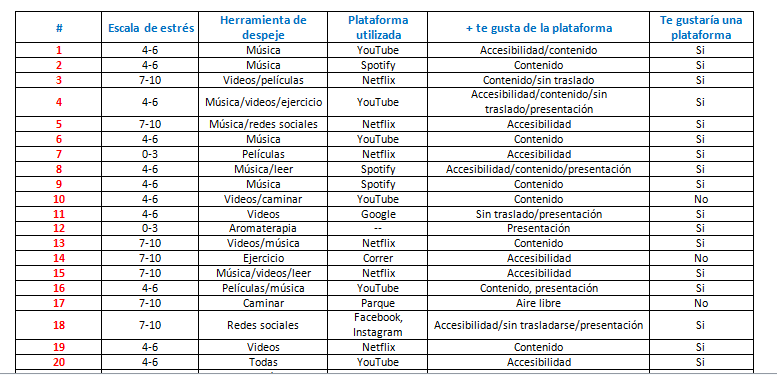 # Escala de estrés Herramienta de despeje Plataforma utilizada + te gusta de la plataforma Te gustaría una plataforma
1 4-6 Música YouTube Accesibilidad/contenido Si
2 4-6 Música Spotify Contenido Si
3 7-10 Videos/películas Netflix Contenido/sin traslado Si
4 4-6 Música/videos/ejercicio YouTube Accesibilidad/contenido/sin traslado/presentación Si
5 7-10 Música/redes sociales Netflix Accesibilidad Si
6 4-6 Música YouTube Contenido Si
7 0-3 Películas Netflix Accesibilidad Si
8 4-6 Música/leer Spotify Accesibilidad/contenido/presentación Si
9 4-6 Música Spotify Contenido Si
10 4-6 Videos/caminar YouTube Contenido No
11 4-6 Videos Google Sin traslado/presentación Si
12 0-3 Aromaterapia -- Presentación Si
13 7-10 Videos/música Netflix Contenido Si
14 7-10 Ejercicio Correr Accesibilidad No
15 7-10 Música/videos/leer Netflix Accesibilidad Si
16 4-6 Películas/música YouTube Contenido, presentación Si
17 7-10 Caminar Parque Aire libre No
18 7-10 Redes sociales Facebook, Instagram Accesibilidad/sin trasladarse/presentación Si
19 4-6 Videos Netflix Contenido Si
20 4-6 Todas YouTube Accesibilidad Si